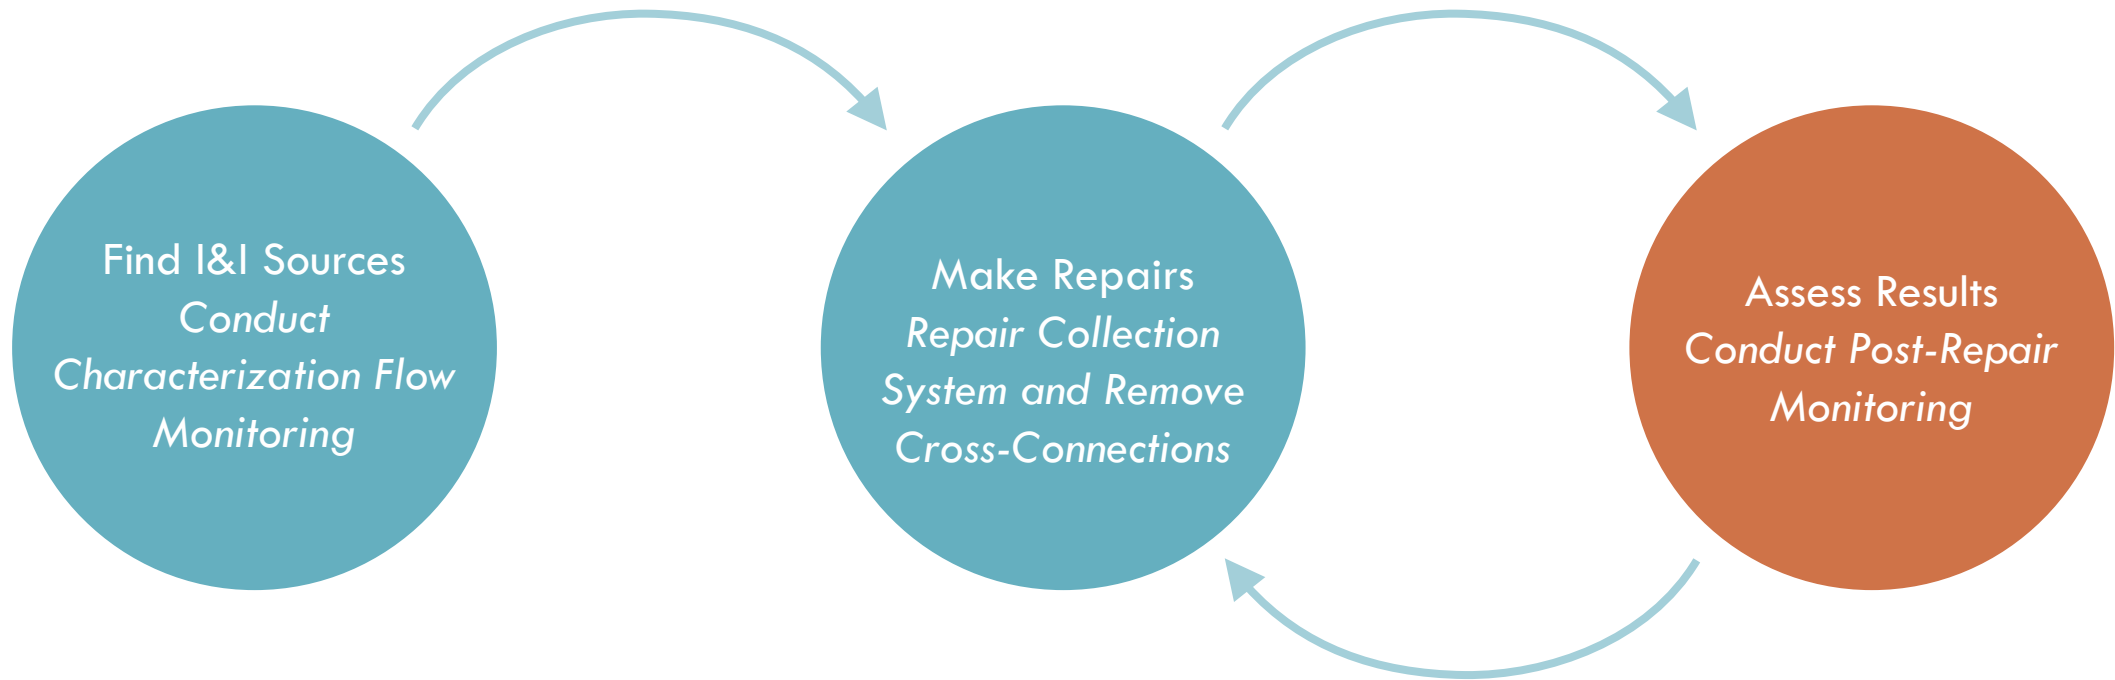 Find I&I Sources
Conduct
Characterization Flow
Monitoring
Make Repairs
Repair Collection
System and Remove
Cross-Connections
Assess Results
Conduct Post-Repair
Monitoring